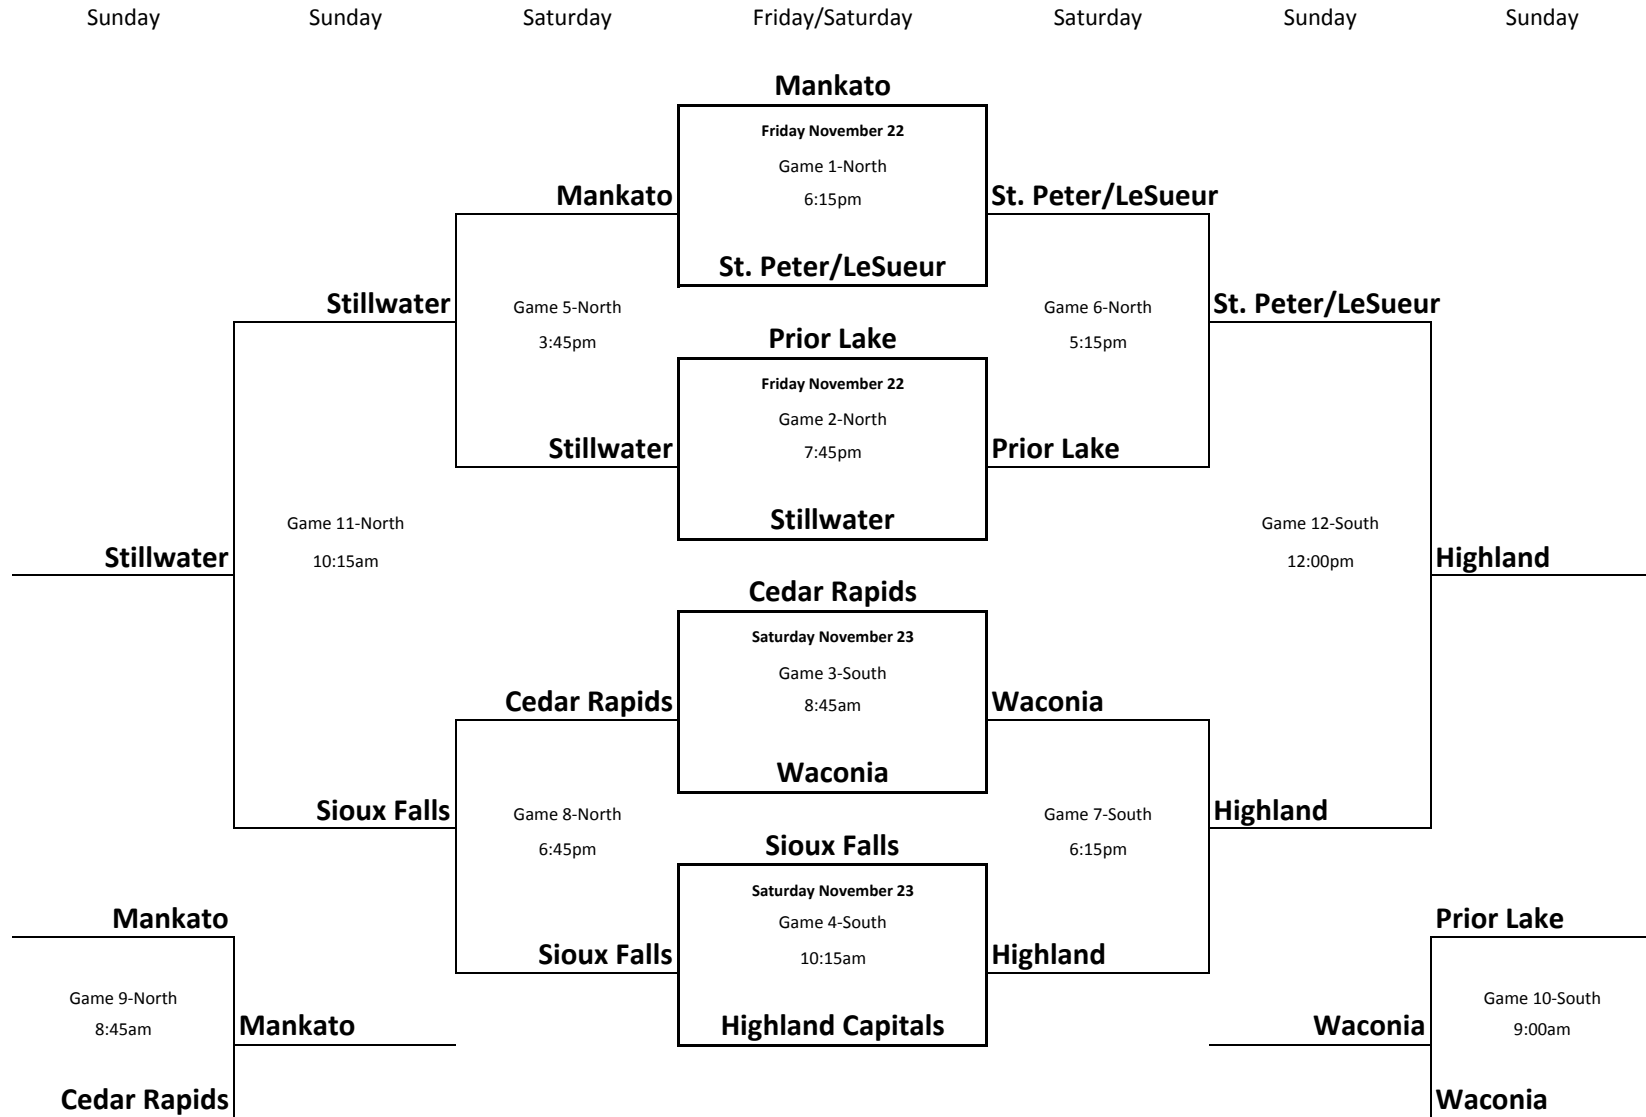 Sunday Sunday Saturday Friday/Saturday Saturday Sunday Sunday
Mankato
Friday November 22
Game 1-North
Mankato 6:15pm St. Peter/LeSueur
St. Peter/LeSueur
Stillwater Game 5-North Game 6-North St. Peter/LeSueur
3:45pm Prior Lake 5:15pm
Friday November 22
Game 2-North
Stillwater 7:45pm Prior Lake
Game 11-North Stillwater Game 12-South
Stillwater 10:15am 12:00pm Highland
Cedar Rapids
Saturday November 23
Game 3-South
Cedar Rapids 8:45am Waconia
Waconia
Sioux Falls Game 8-North Game 7-South Highland
6:45pm Sioux Falls 6:15pm
Saturday November 23
Mankato Game 4-South Prior Lake
Sioux Falls 10:15am Highland
Game 9-North Game 10-South
8:45am Mankato Highland Capitals Waconia 9:00am
Cedar Rapids Waconia